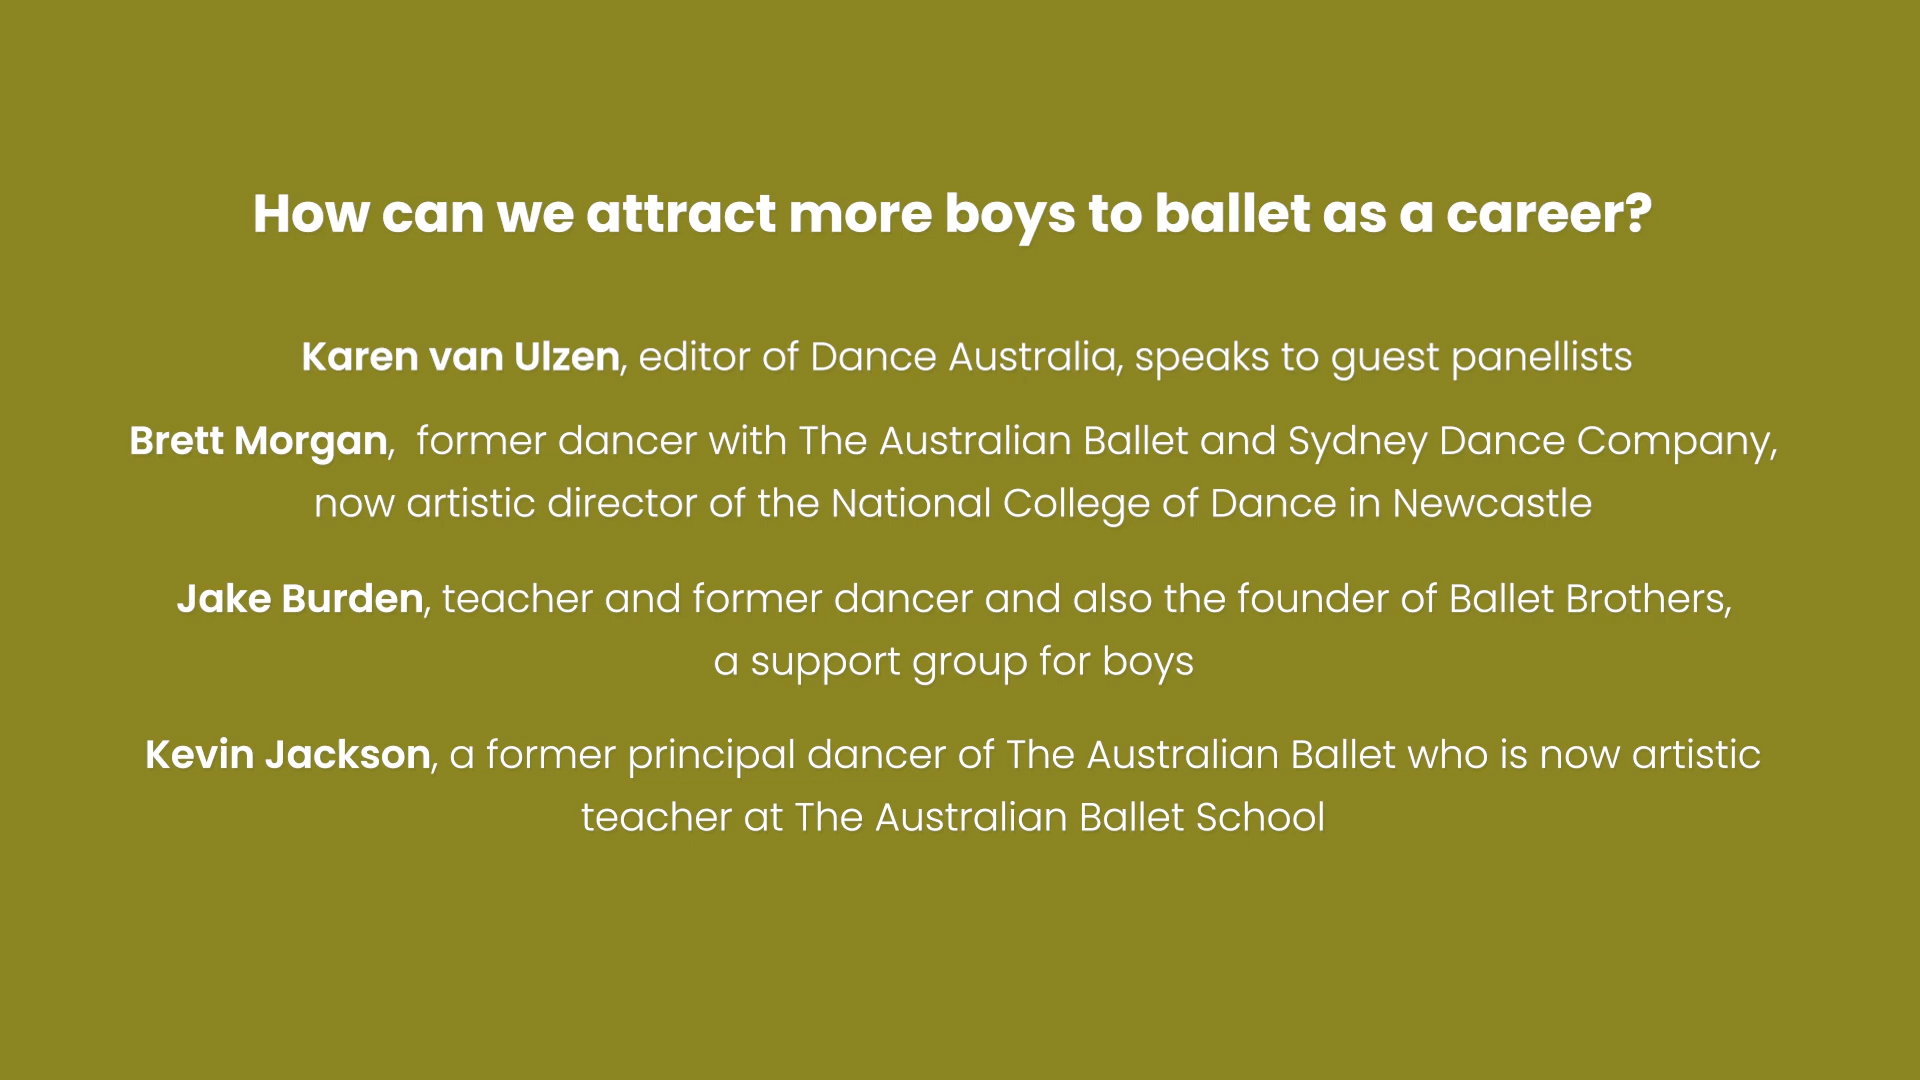 How can we attract more boys to ballet as a career?
Karen van Ulzen, editor of Dance Australia, speaks to guest panellists
Brett Morgan,  former dancer with The Australian Ballet and Sydney Dance Company,
now artistic director of the National College of Dance in Newcastle
Jake Burden, teacher and former dancer and also the founder of Ballet Brothers,
a support group for boys
Kevin Jackson, a former principal dancer of The Australian Ballet who is now artistic
teacher at The Australian Ballet School